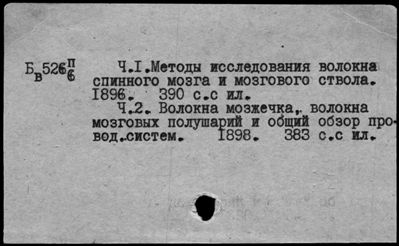 Б в 526 П/6 Ч.I.Методы исследования волокна
спинного мозга и мозгового ствола.
1896. 390 с.с ил.
Ч.2. Волокна мозжечка, волокна
мозговых полушарий и общий обзор про-
вод.систем. 1898. 383 с.с ил.